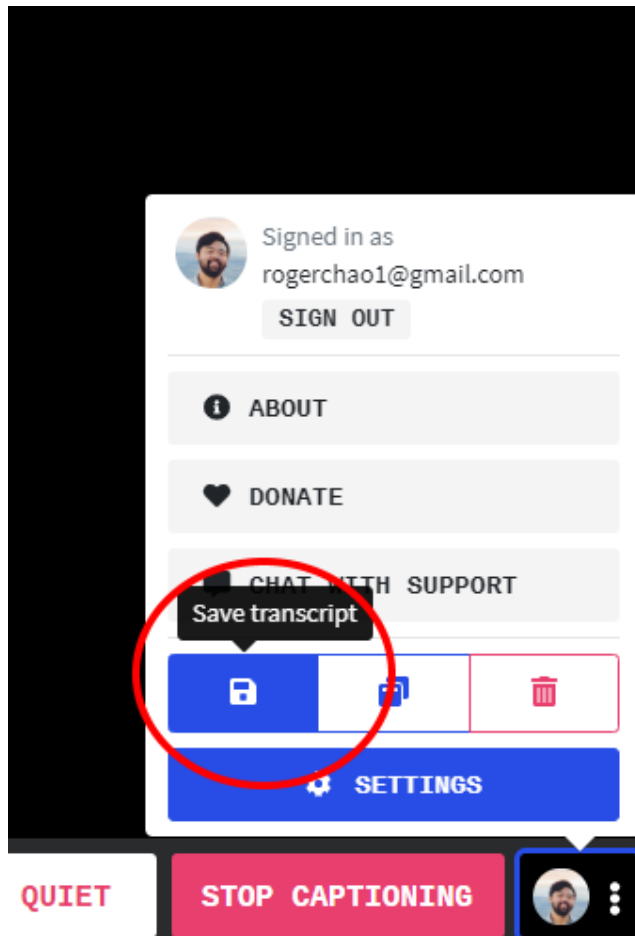 Signed in as
rogerchao1@gmail.com
SIGN OUT
ABOUT
DONATE
CHAT WITH SUPPORT
Save transcript
SETTINGS
QUIET
STOP CAPTIONING